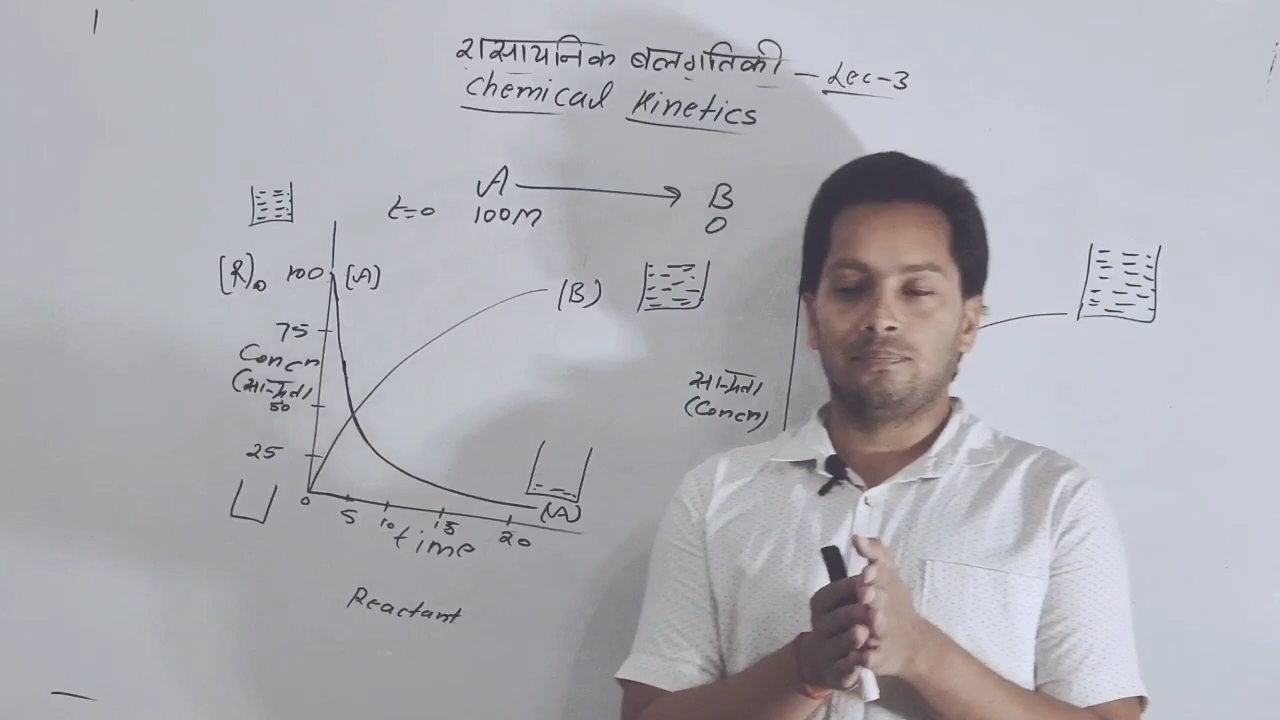 रासायनिक बलगतिकी - Lec-3
Chemical Kinetics
A → B
t=0 100M 0
[R]₀ 100 [A]
(B)
75
Concn
(सान्द्रता
50
25
0 5 10 15 20
(A)
time
Reactant
सान्द्रता
(Concn)